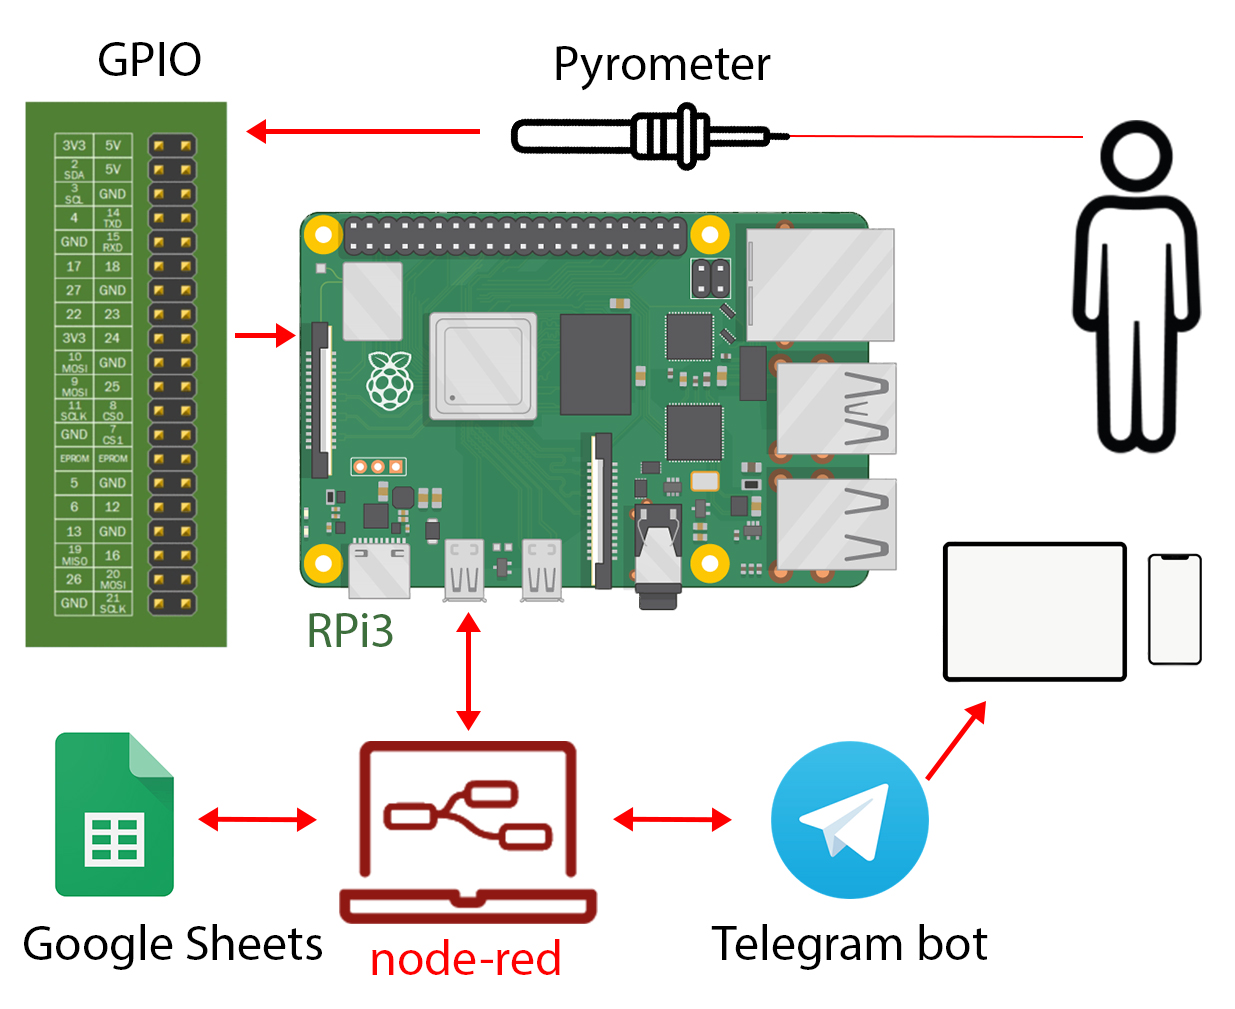 GPIO
Pyrometer
3V3 5V
2 SDA 5V
3 SCL GND
4 14 TXD
GND 15 RXD
17 18
27 GND
22 23
3V3 24
10 MOSI GND
9 MOSI 25
11 SCLK 8 CS0
GND 7 CS1
EPROM EPROM
5 GND
6 12
13 GND
19 MISO 16
26 20 MOSI
GND 21 SCLK
RPi3
Google Sheets
node-red
Telegram bot